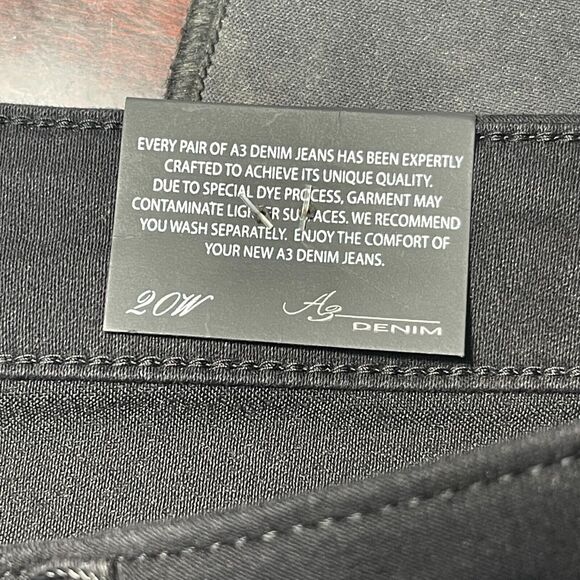 EVERY PAIR OF A3 DENIM JEANS HAS BEEN EXPERTLY
CRAFTED TO ACHIEVE ITS UNIQUE QUALITY.
DUE TO SPECIAL DYE PROCESS, GARMENT MAY
CONTAMINATE LIGHTER SURFACES. WE RECOMMEND
YOU WASH SEPARATELY. ENJOY THE COMFORT OF
YOUR NEW A3 DENIM JEANS.
20W
A3
DENIM